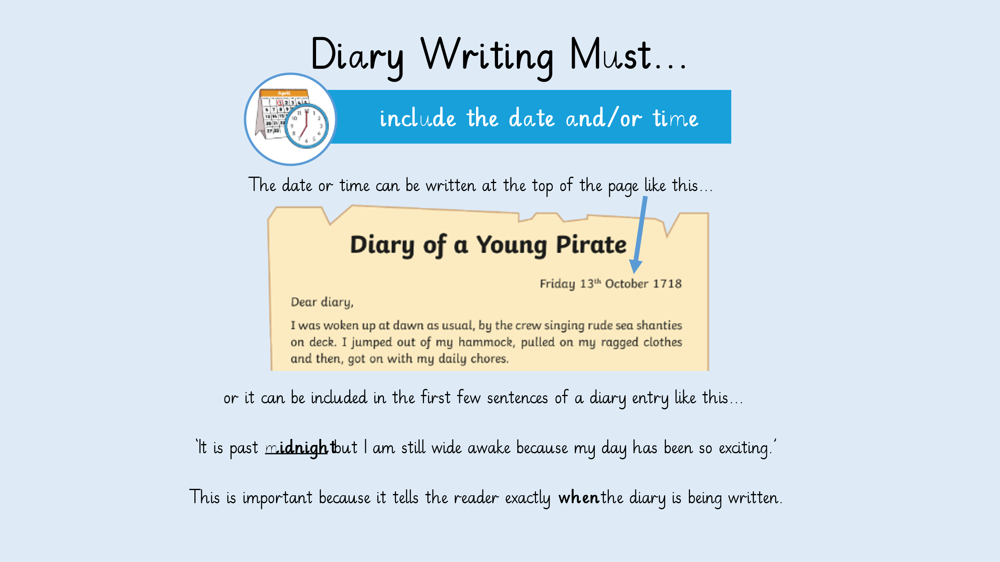 Diary Writing Must...
April
include the date and/or time
The date or time can be written at the top of the page like this...
Diary of a Young Pirate
Friday 13th October 1718
Dear diary,
I was woken up at dawn as usual, by the crew singing rude sea shanties
on deck. I jumped out of my hammock, pulled on my ragged clothes
and then, got on with my daily chores.
or it can be included in the first few sentences of a diary entry like this...
‘It is past midnight but I am still wide awake because my day has been so exciting.’
This is important because it tells the reader exactly when the diary is being written.